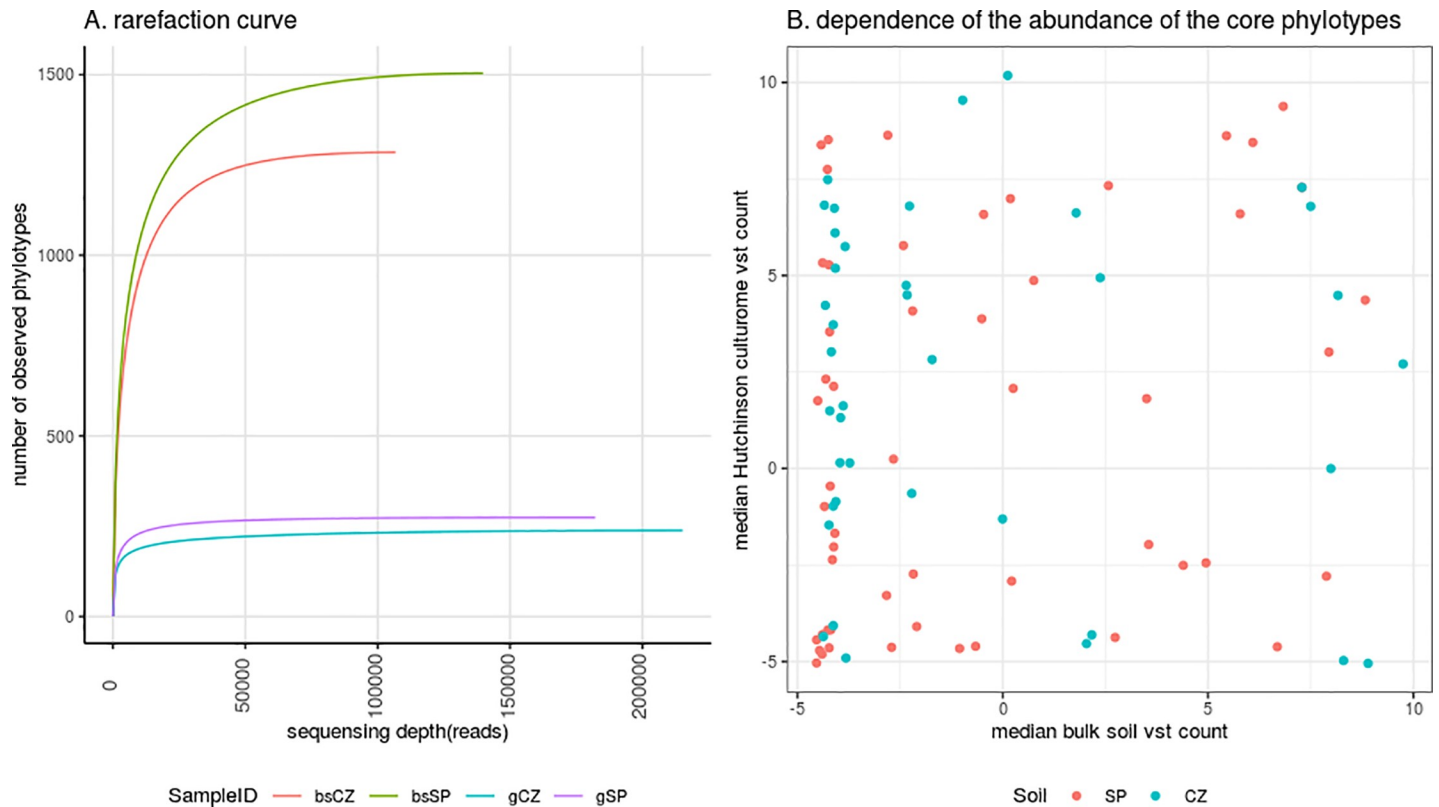 A. rarefaction curve
number of observed phylotypes
1500
1000
500
0
0
50000
100000
150000
200000
sequensing depth(reads)
SampleID bsCZ bsSP gCZ gSP
B. dependence of the abundance of the core phylotypes
median Hutchinson culturome vst count
10
5
0
-5
-5 0 5 10
median bulk soil vst count
Soil SP CZ